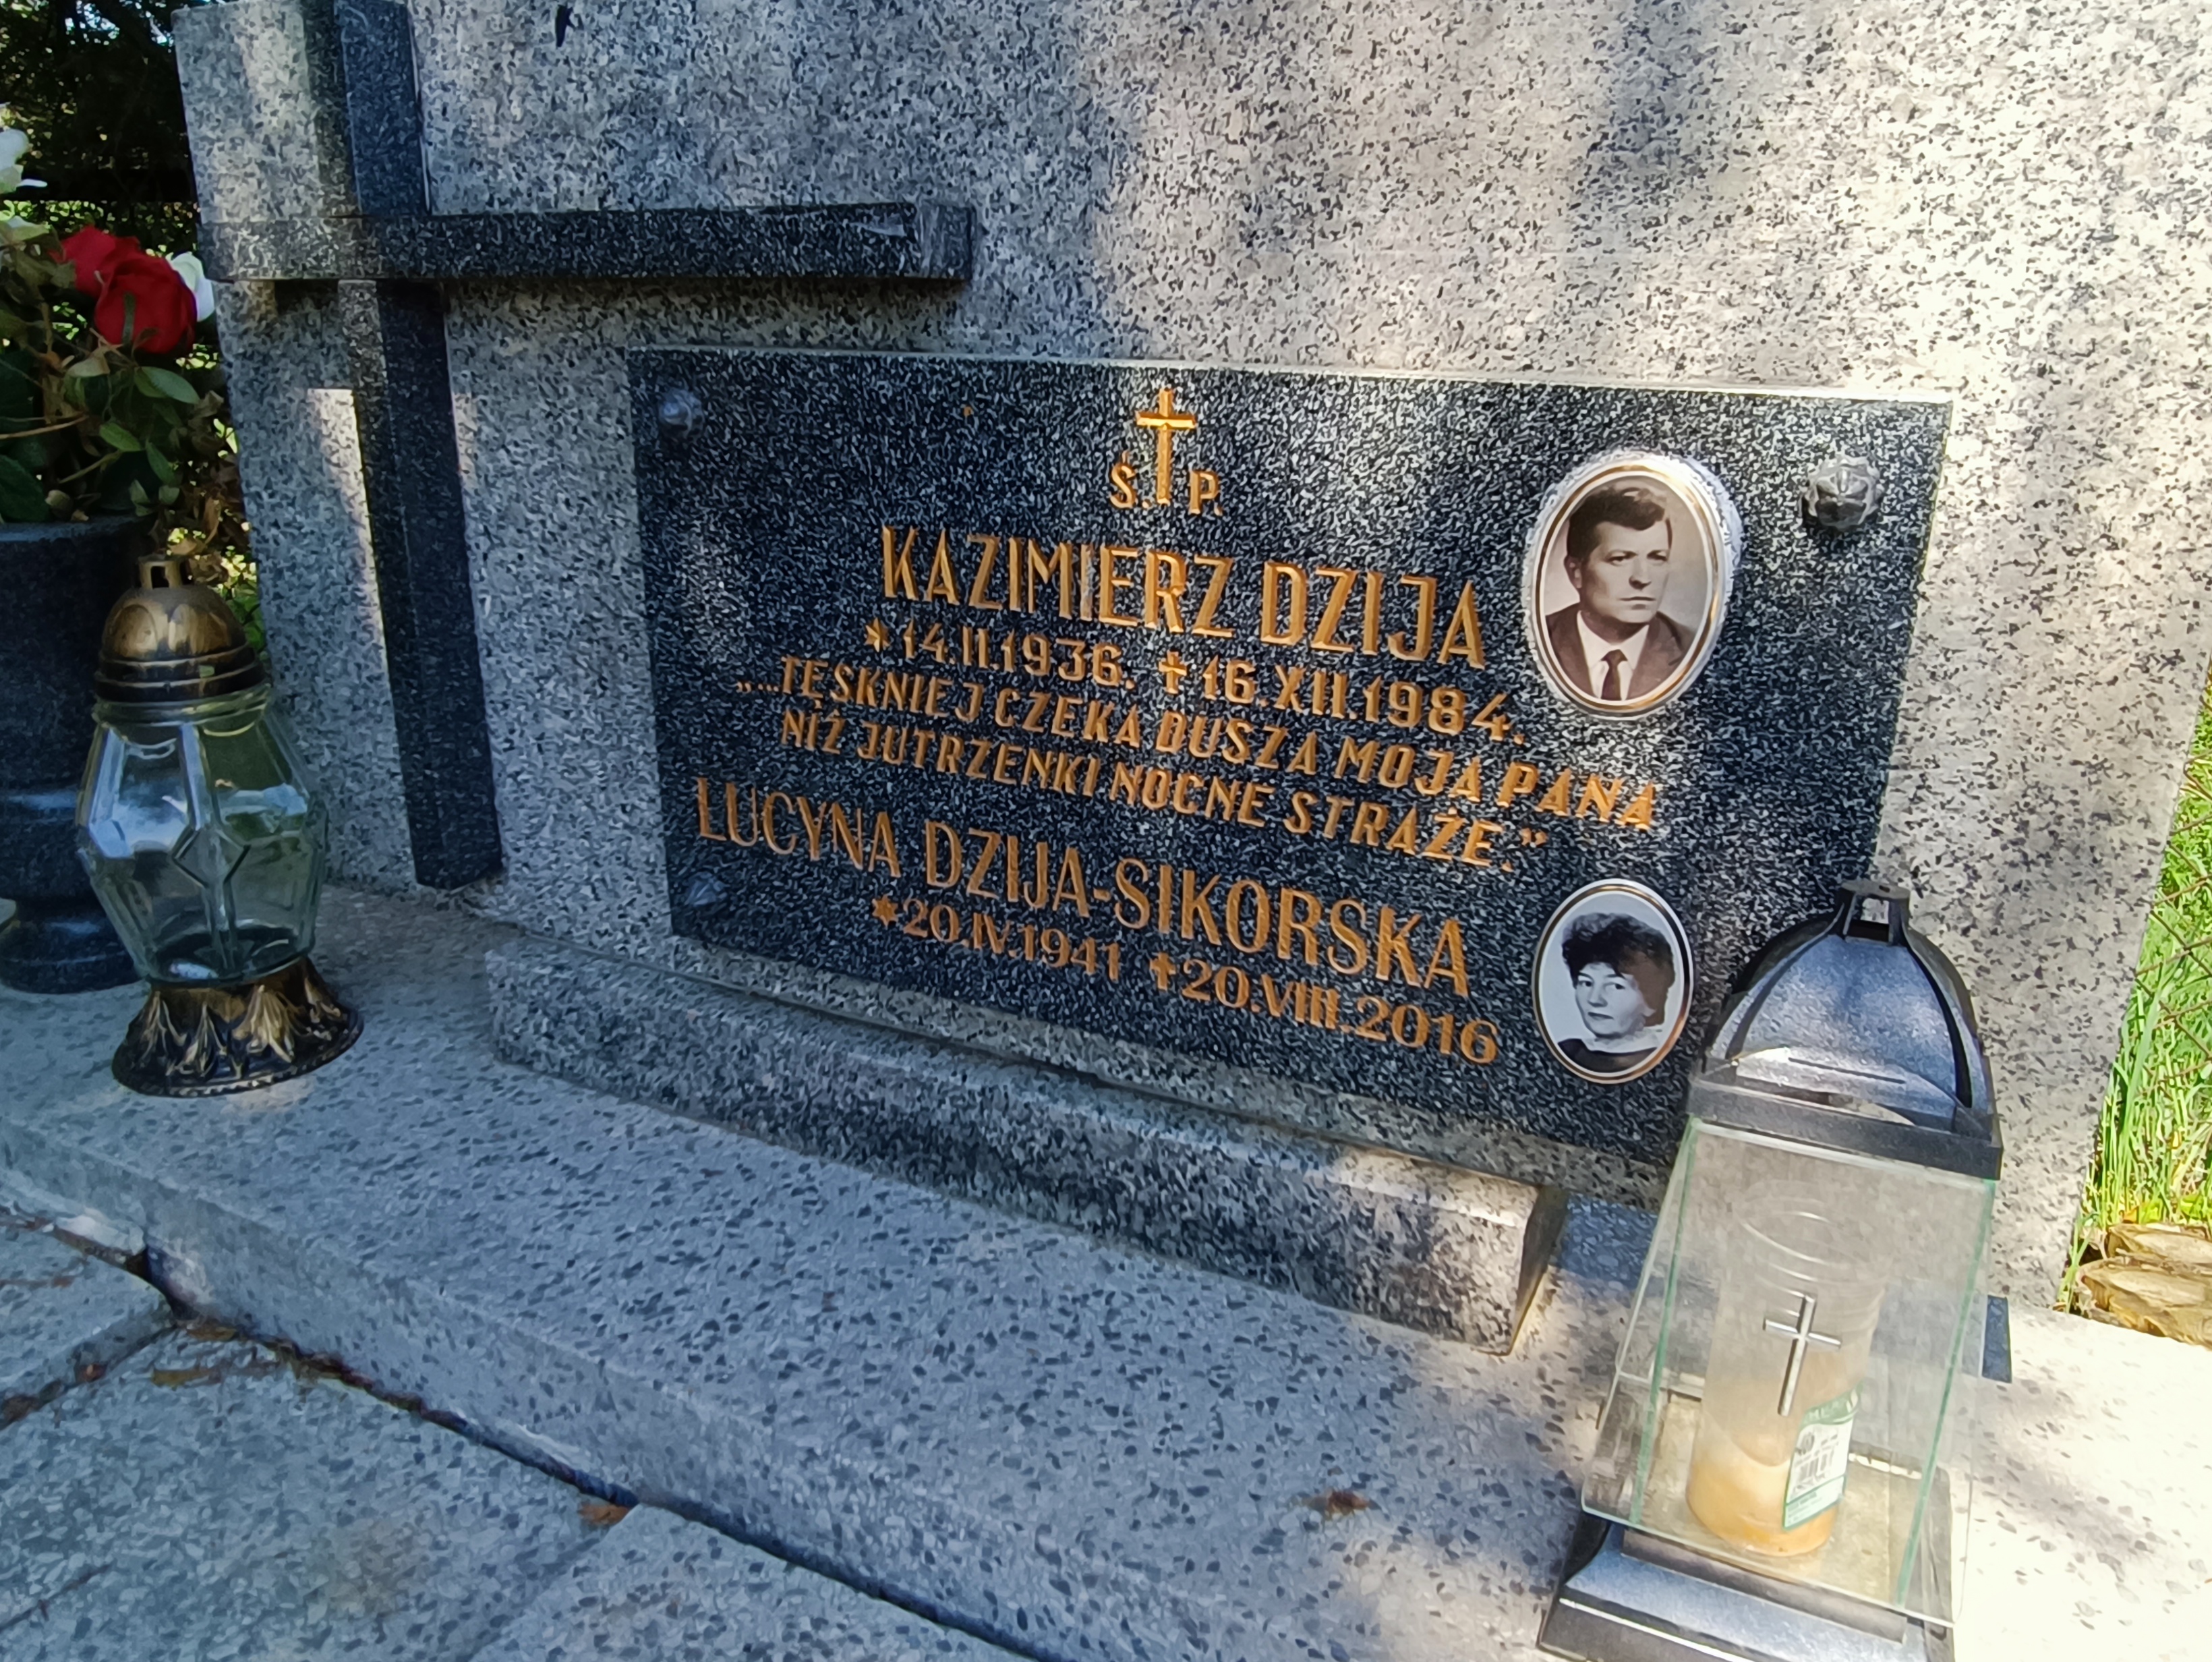 Ś. P.
KAZIMIERZ DZIJA
* 14.II.1936. ✝ 16.XII.1984.
„...TĘSKNIEJ CZEKA DUSZA MOJA PANA
NIŻ JUTRZENKI NOCNE STRAŻE.”
LUCYNA DZIJA-SIKORSKA
* 20.IV.1941 ✝ 20.VIII.2016